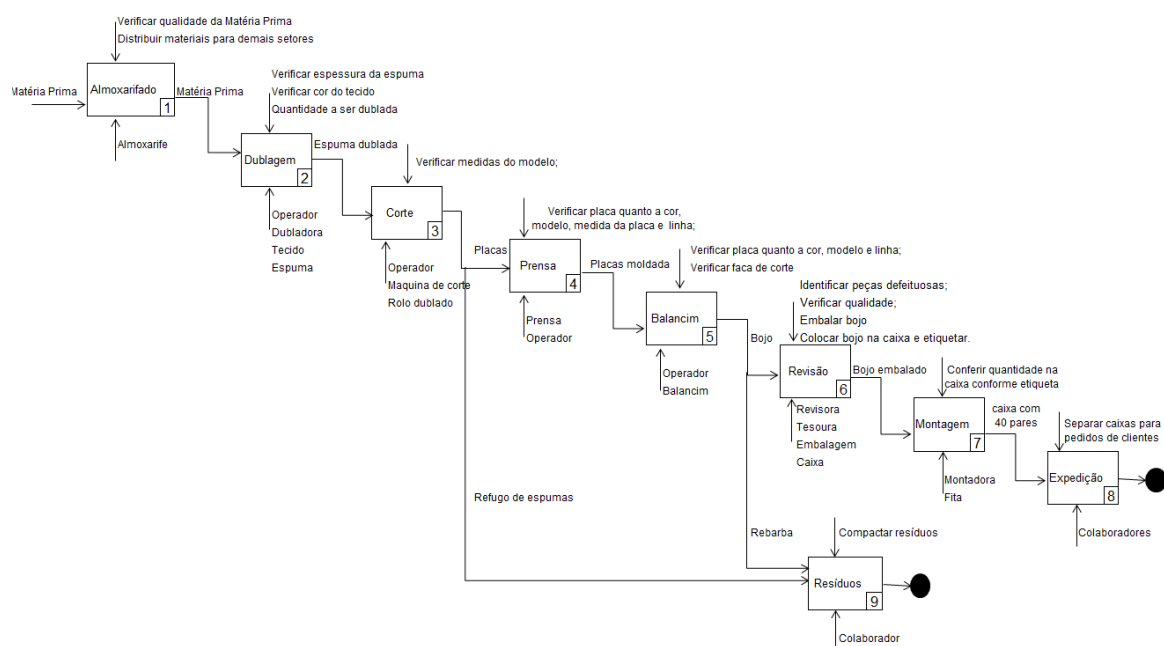 Verificar qualidade da Matéria Prima
Distribuir materiais para demais setores
Matéria Prima
Almoxarifado
1
Matéria Prima
Almoxarife
Verificar espessura da espuma
Verificar cor do tecido
Quantidade a ser dublada
Dublagem
2
Espuma dublada
Operador
Dubladora
Tecido
Espuma
Verificar medidas do modelo;
Corte
3
Placas
Operador
Maquina de corte
Rolo dublado
Verificar placa quanto a cor,
modelo, medida da placa e linha;
Prensa
4
Placas moldada
Prensa
Operador
Verificar placa quanto a cor, modelo e linha;
Verificar faca de corte
Balancim
5
Bojo
Operador
Balancim
Identificar peças defeituosas;
Verificar qualidade;
Embalar bojo
Colocar bojo na caixa e etiquetar.
Revisão
6
Bojo embalado
Revisora
Tesoura
Embalagem
Caixa
Conferir quantidade na
caixa conforme etiqueta
Montagem
7
caixa com
40 pares
Montadora
Fita
Separar caixas para
pedidos de clientes
Expedição
8
Colaboradores
Refugo de espumas
Rebarba
Compactar resíduos
Resíduos
9
Colaborador